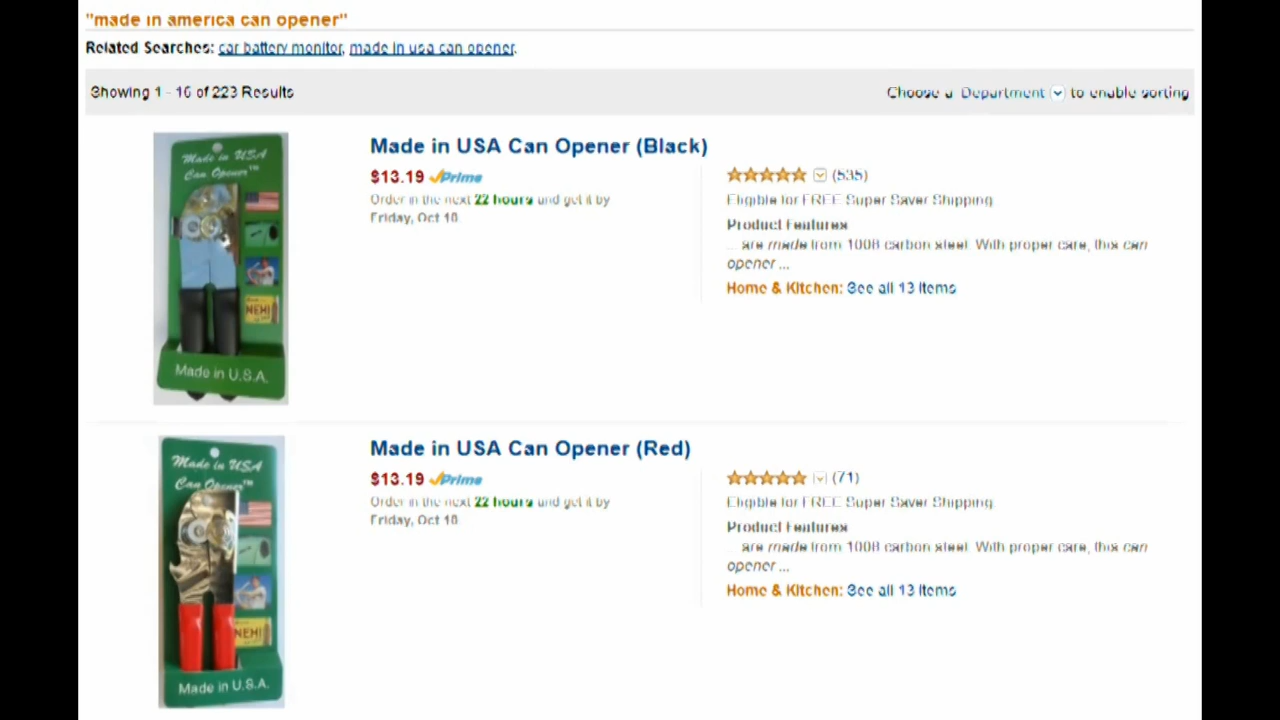 "made in america can opener"
Related Searches: car battery monitor, made in usa can opener.
Showing 1 - 16 of 223 Results
Choose a Department to enable sorting
Made in USA
Can Opener™
NEHI
Made in U.S.A.
Made in USA Can Opener (Black)
$13.19 Prime
Order in the next 22 hours and get it by
Friday, Oct 18
(535)
Eligible for FREE Super Saver Shipping
Product Features
... are made from 1008 carbon steel. With proper care, this can
opener ...
Home & Kitchen: See all 13 items
Made in USA
Can Opener™
NEHI
Made in U.S.A.
Made in USA Can Opener (Red)
$13.19 Prime
Order in the next 22 hours and get it by
Friday, Oct 18
(71)
Eligible for FREE Super Saver Shipping
Product Features
... are made from 1008 carbon steel. With proper care, this can
opener ...
Home & Kitchen: See all 13 items